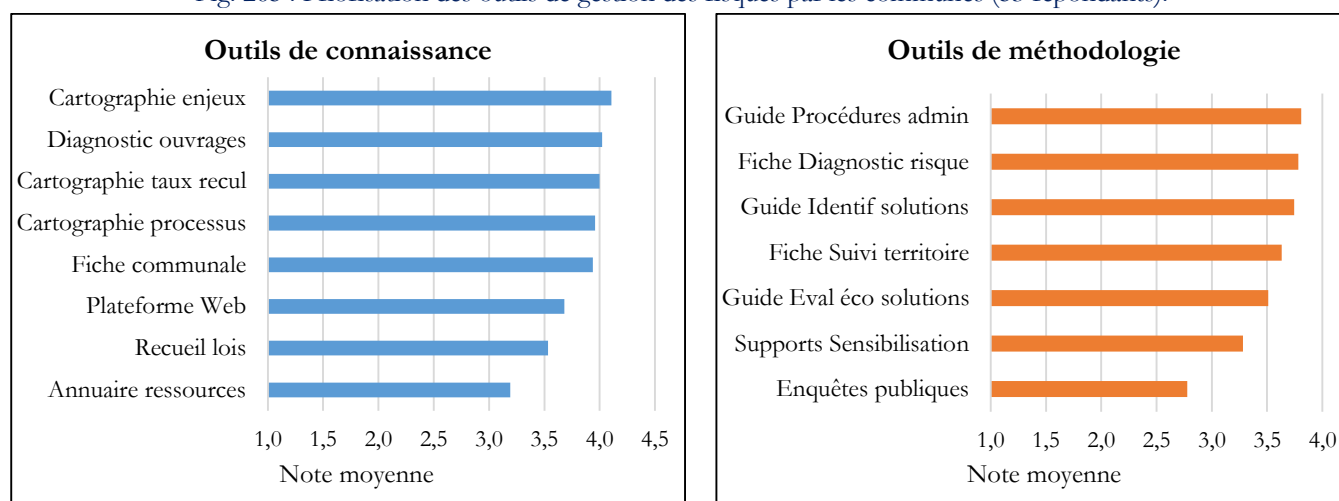 Outils de connaissance
Cartographie enjeux
Diagnostic ouvrages
Cartographie taux recul
Cartographie processus
Fiche communale
Plateforme Web
Recueil lois
Annuaire ressources
1,0 1,5 2,0 2,5 3,0 3,5 4,0 4,5
Note moyenne
Outils de méthodologie
Guide Procédures admin
Fiche Diagnostic risque
Guide Identif solutions
Fiche Suivi territoire
Guide Eval éco solutions
Supports Sensibilisation
Enquêtes publiques
1,0 1,5 2,0 2,5 3,0 3,5 4,0
Note moyenne